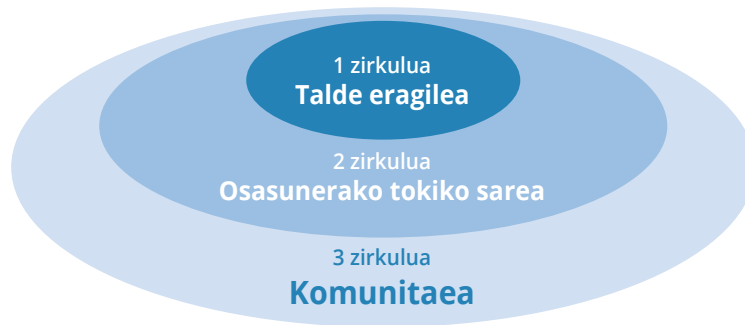 1 zirkulua
Talde eragilea
2 zirkulua
Osasunerako tokiko sarea
3 zirkulua
Komunitaea